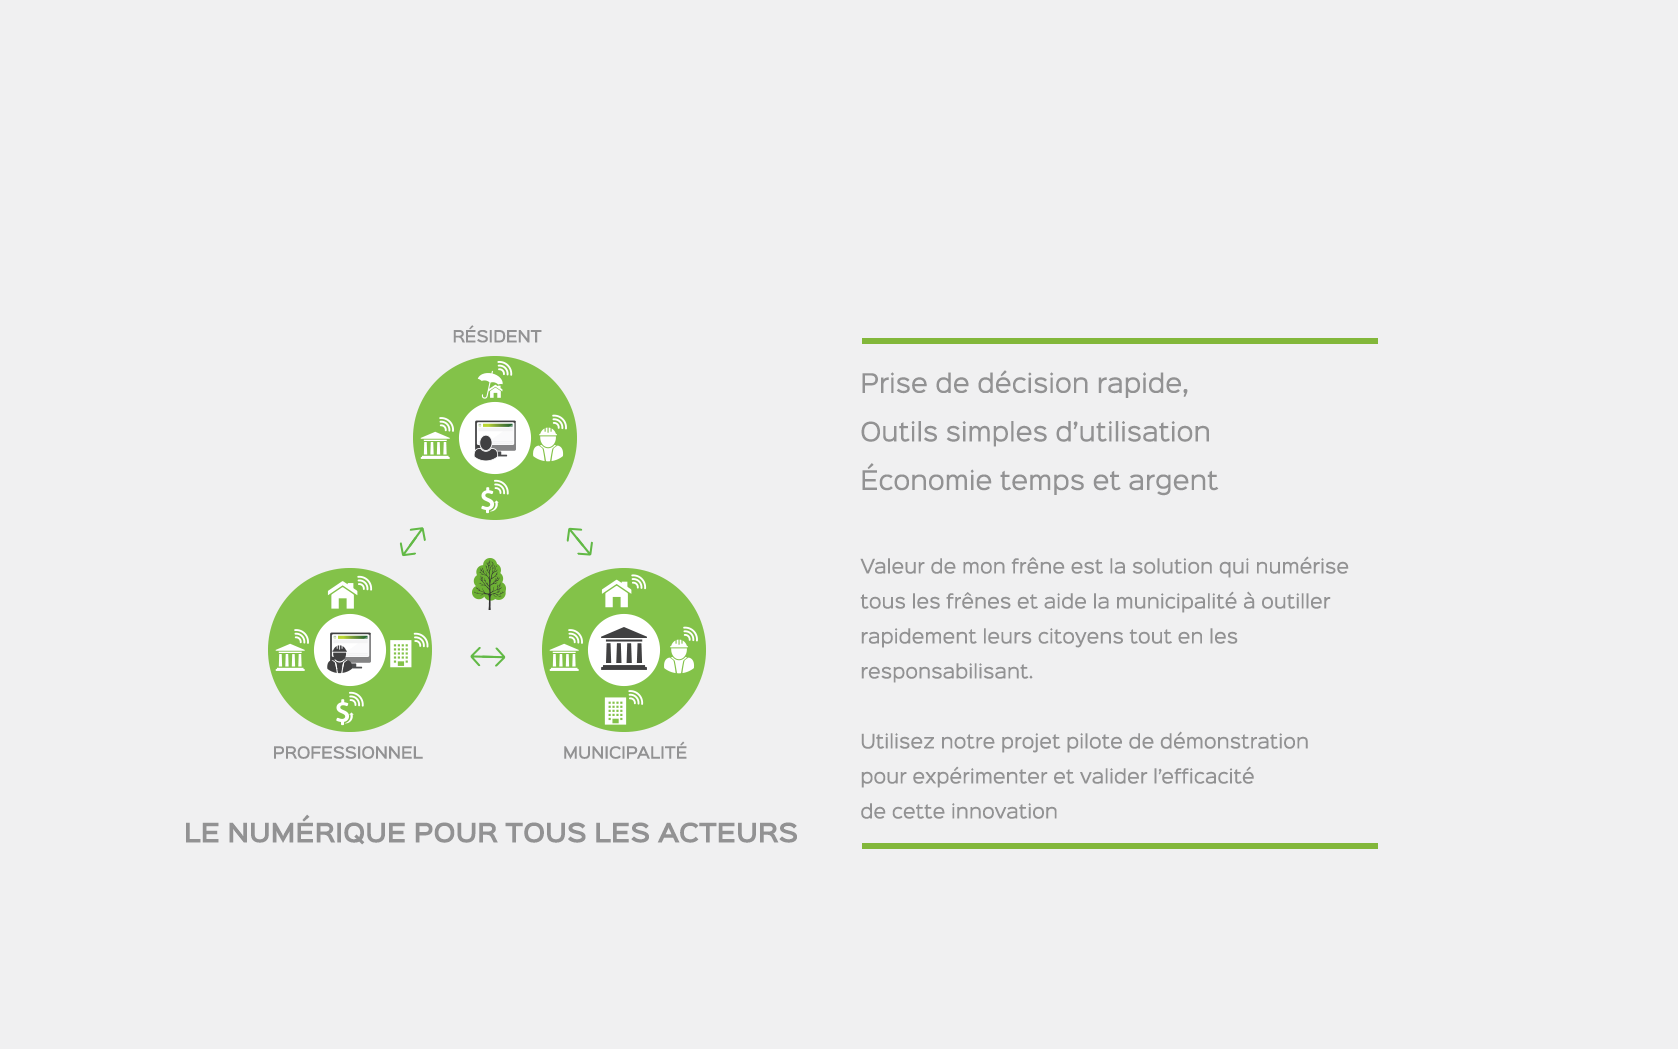 RÉSIDENT
PROFESSIONNEL
MUNICIPALITÉ
LE NUMÉRIQUE POUR TOUS LES ACTEURS
Prise de décision rapide,
Outils simples d’utilisation
Économie temps et argent
Valeur de mon frêne est la solution qui numérise
tous les frênes et aide la municipalité à outiller
rapidement leurs citoyens tout en les
responsabilisant.
Utilisez notre projet pilote de démonstration
pour expérimenter et valider l’efficacité
de cette innovation